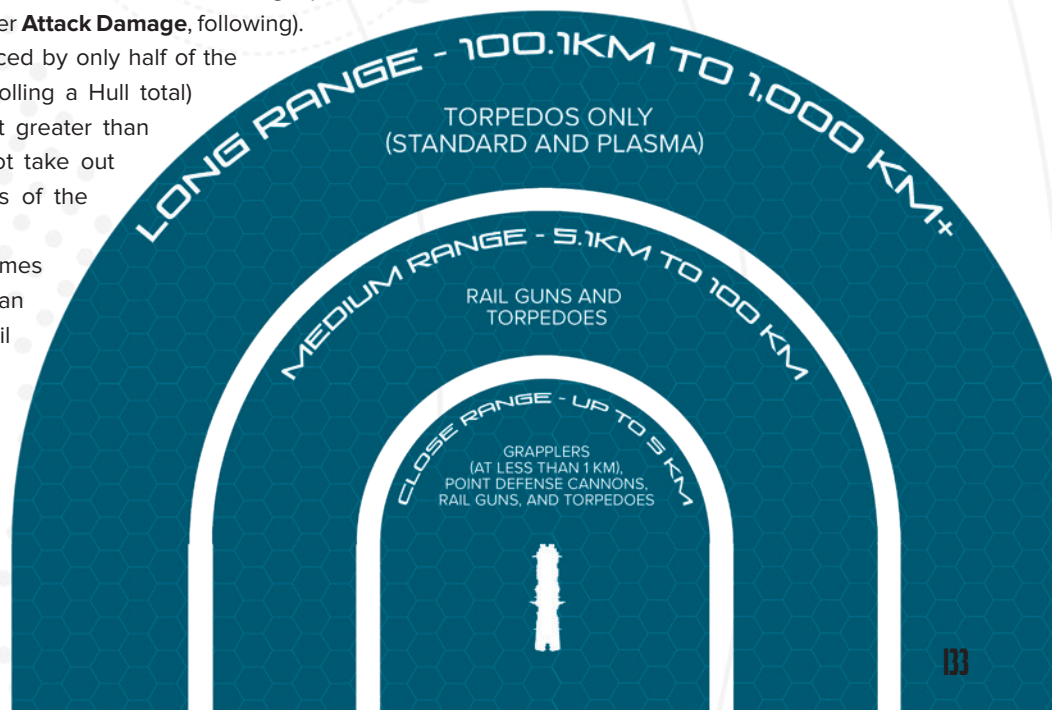 er Attack Damage, following).
ced by only half of the
olling a Hull total)
t greater than
ot take out
s of the
mes
an
il
LONG RANGE - 100.1KM TO 1,000 KM+
TORPEDOS ONLY
(STANDARD AND PLASMA)
MEDIUM RANGE - 5.1KM TO 100 KM
RAIL GUNS AND
TORPEDOES
CLOSE RANGE - UP TO 5 KM
GRAPPLERS
(AT LESS THAN 1 KM),
POINT DEFENSE CANNONS,
RAIL GUNS, AND TORPEDOES
133